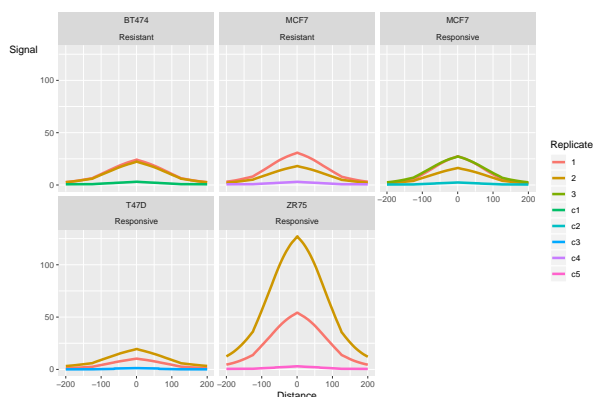 BT474 MCF7 MCF7
Resistant Resistant Responsive
Signal
100
50
0
−200 −100 0 100 200
T47D ZR75
Responsive Responsive
100
50
0
−200 −100 0 100 200 −200 −100 0 100 200
Distance
Replicate
1
2
3
c1
c2
c3
c4
c5